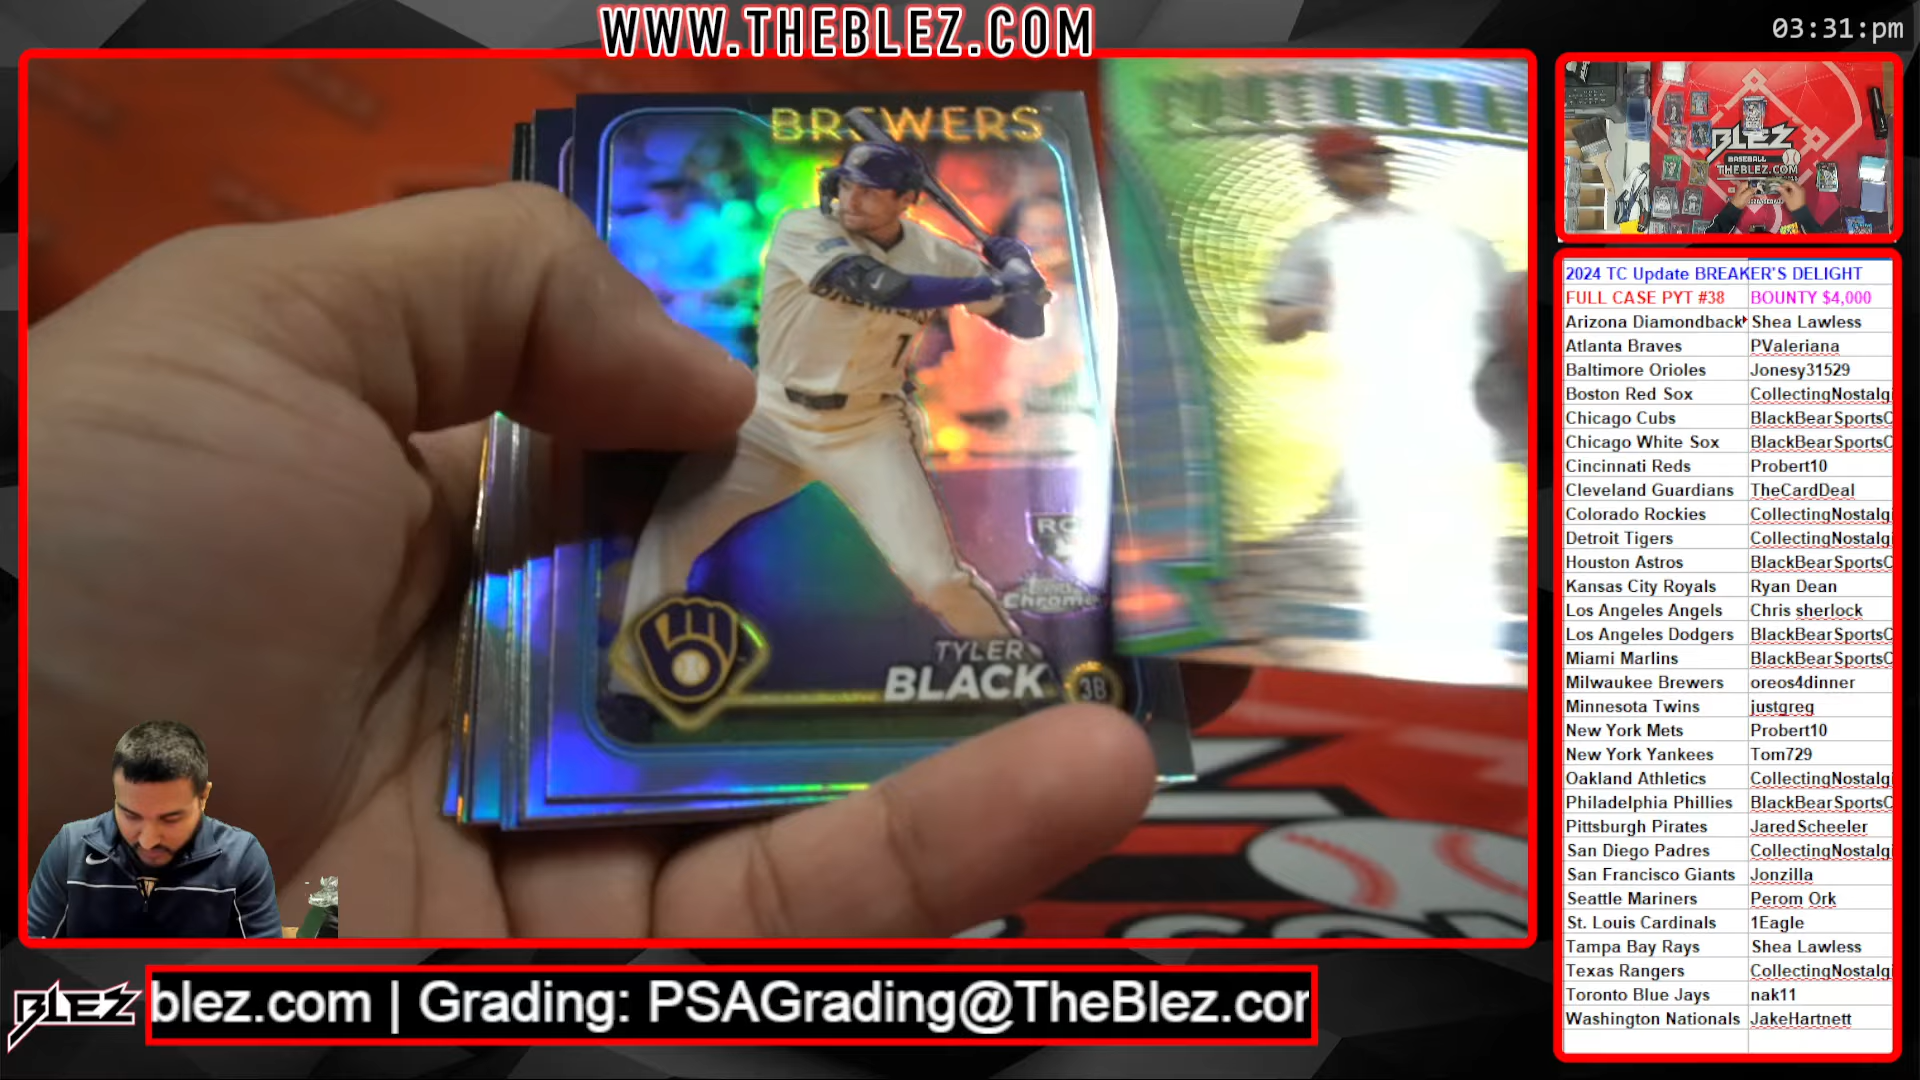 WWW.THEBLEZ.COM
03:31:pm
BREWERS
7
RC
Chrome
TYLER
BLACK
3B
BLEZ
BASEBALL
THEBLEZ.COM
2024 TC Update BREAKER'S DELIGHT
FULL CASE PYT #38 BOUNTY $4,000
Arizona Diamondback Shea Lawless
Atlanta Braves PValeriana
Baltimore Orioles Jonesy31529
Boston Red Sox CollectingNostalgi
Chicago Cubs BlackBearSportsC
Chicago White Sox BlackBearSportsC
Cincinnati Reds Probert10
Cleveland Guardians TheCardDeal
Colorado Rockies CollectingNostalgi
Detroit Tigers CollectingNostalgi
Houston Astros BlackBearSportsC
Kansas City Royals Ryan Dean
Los Angeles Angels Chris sherlock
Los Angeles Dodgers BlackBearSportsC
Miami Marlins BlackBearSportsC
Milwaukee Brewers oreos4dinner
Minnesota Twins justgreg
New York Mets Probert10
New York Yankees Tom729
Oakland Athletics CollectingNostalgi
Philadelphia Phillies BlackBearSportsC
Pittsburgh Pirates JaredScheeler
San Diego Padres CollectingNostalgi
San Francisco Giants Jonzilla
Seattle Mariners Perom Ork
St. Louis Cardinals 1Eagle
Tampa Bay Rays Shea Lawless
Texas Rangers CollectingNostalgi
Toronto Blue Jays nak11
Washington Nationals JakeHartnett
BLEZ
blez.com | Grading: PSAGrading@TheBlez.cor